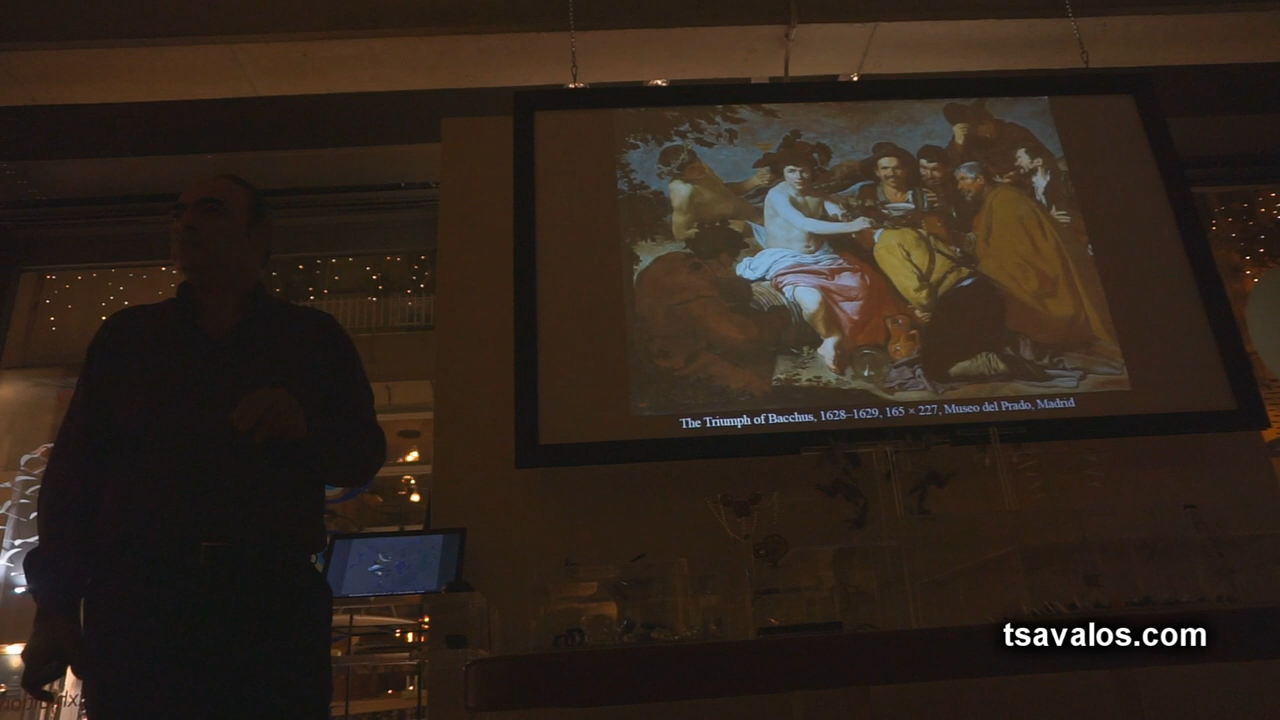 The Triumph of Bacchus, 1628–1629, 165 × 227, Museo del Prado, Madrid
tsavalos.com